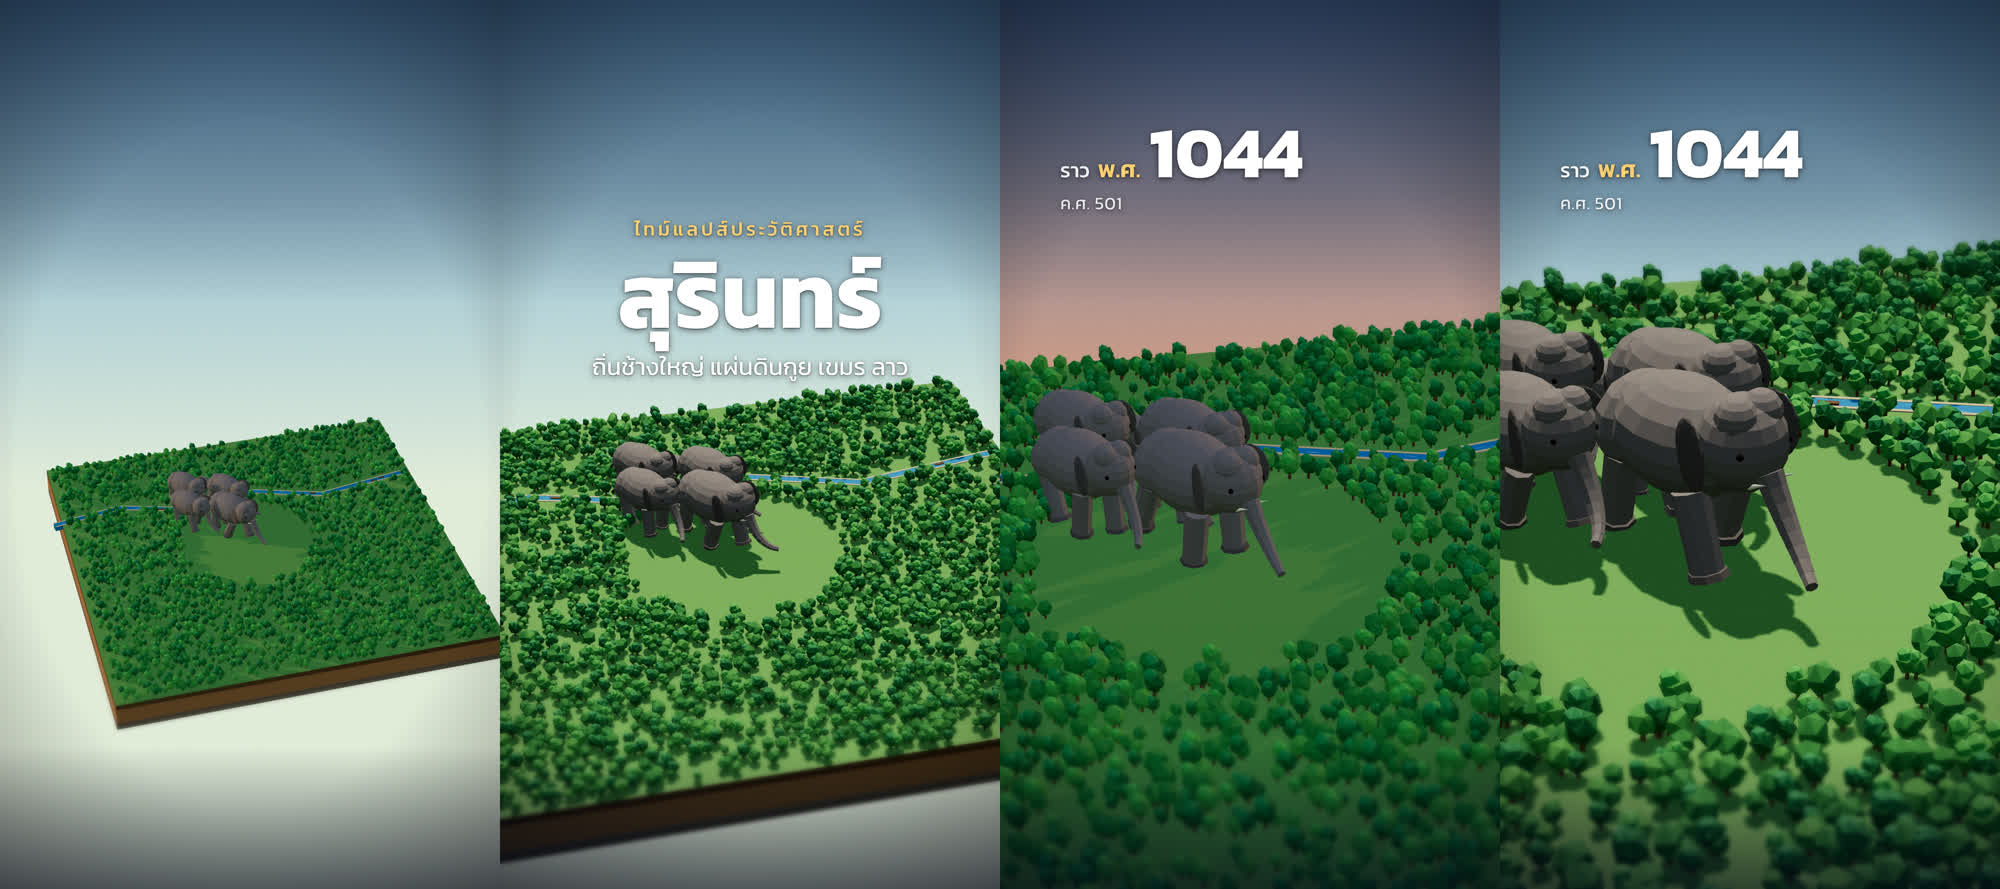 ไทม์แลปส์ประวัติศาสตร์
สุรินทร์
ถิ่นช้างใหญ่ แผ่นดินกูย เขมร ลาว
ราว พ.ศ. 1044
ค.ศ. 501
ราว พ.ศ. 1044
ค.ศ. 501